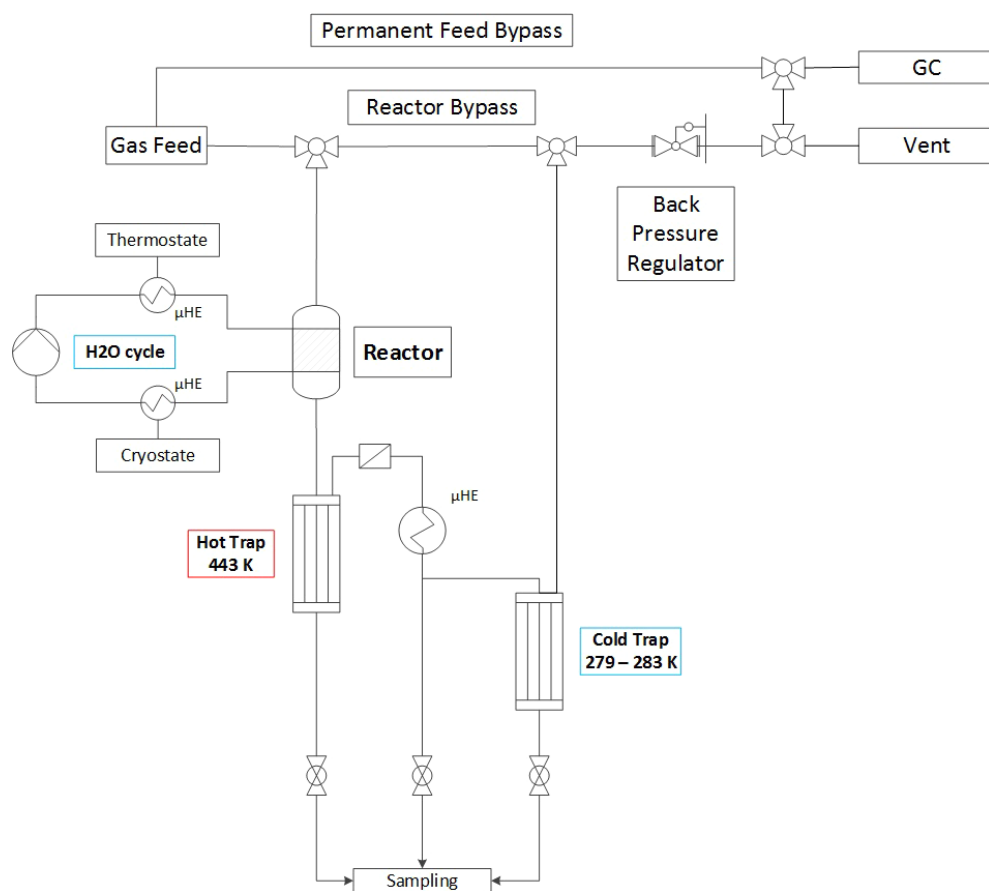 Permanent Feed Bypass
GC
Reactor Bypass
Gas Feed
Vent
Back
Pressure
Regulator
Thermostate
μHE
H2O cycle
Reactor
μHE
Cryostate
μHE
Hot Trap
443 K
Cold Trap
279 – 283 K
Sampling